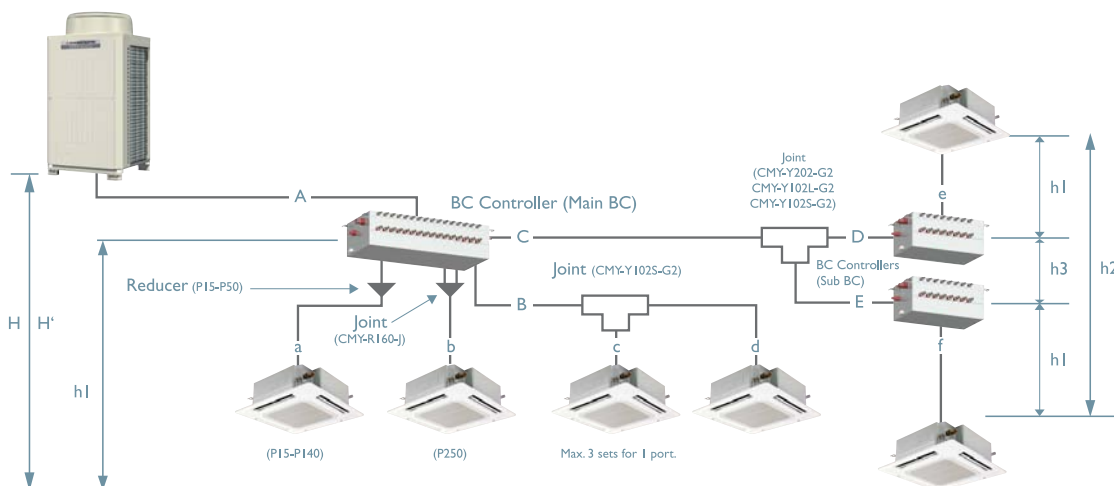 A
BC Controller (Main BC)
Joint
(CMY-Y202-G2
CMY-Y102L-G2
CMY-Y102S-G2)
e
h1
C
D
h2
Reducer (P15-P50)
Joint (CMY-Y102S-G2)
BC Controllers
(Sub BC)
h3
B
E
H
H'
Joint
(CMY-R160-J)
a
b
c
d
f
h1
h1
(P15-P140)
(P250)
Max. 3 sets for 1 port.